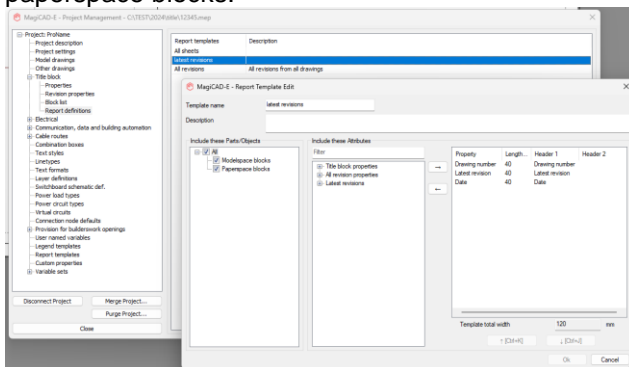 paperspace blocks.
MagiCAD-E - Project Management - C:\TEST\2024\title\12345.map
Project: ProName
Project description
Project settings
Model drawings
Other drawings
Title block
Properties
Revision properties
Block list
Report definitions
Electrical
Communication, data and building automation
Cable routes
Combination boxes
Text styles
Linetypes
Text formats
Layer definitions
Switchboard schematic def.
Power load types
Power circuit types
Virtual circuits
Connection node defaults
Provision for builderswork openings
User named variables
Legend templates
Report templates
Custom properties
Variable sets
Disconnect Project
Merge Project...
Purge Project...
Close
Report templates Description
All sheets
latest revisions
All revisions All revisions from all drawings
MagiCAD-E - Report Template Edit
Template name latest revisions
Description
Include these Parts/Objects
All
Modelspace blocks
Paperspace blocks
Include these Attributes
Filter
Title block properties
All revision properties
Latest revisions
Property Length... Header 1 Header 2
Drawing number 40 Drawing number
Latest revision 40 Latest revision
Date 40 Date
Template total width 120 mm
↑ [Ctrl+K] ↓ [Ctrl+J]
Ok Cancel